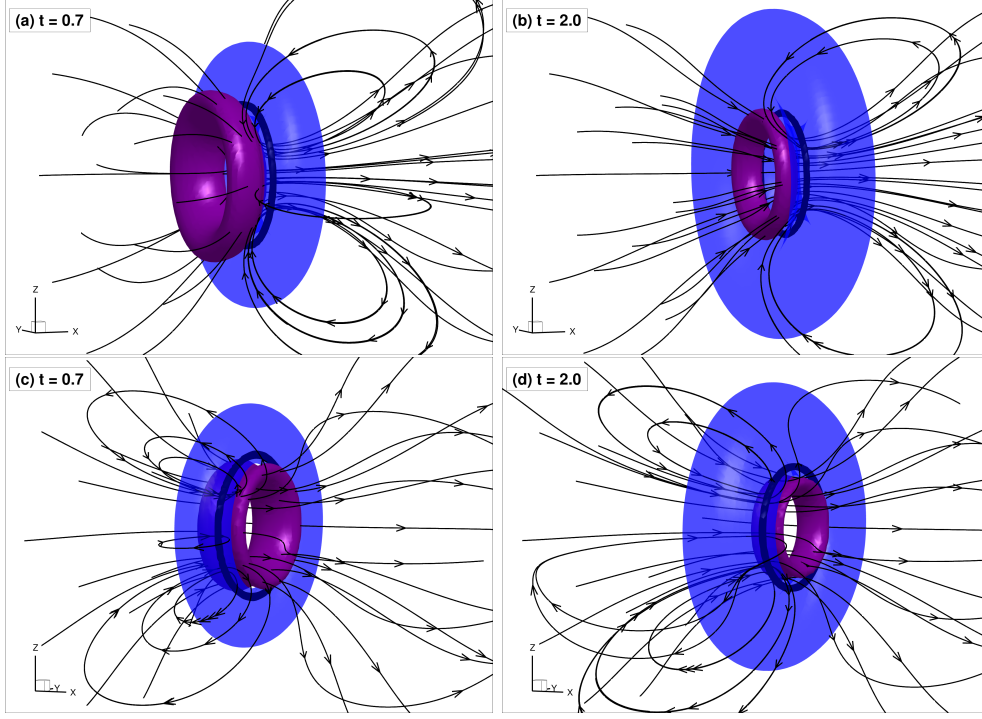 (a) t = 0.7
Z
Y
X
(b) t = 2.0
Z
Y
X
(c) t = 0.7
Z
-Y
X
(d) t = 2.0
Z
-Y
X